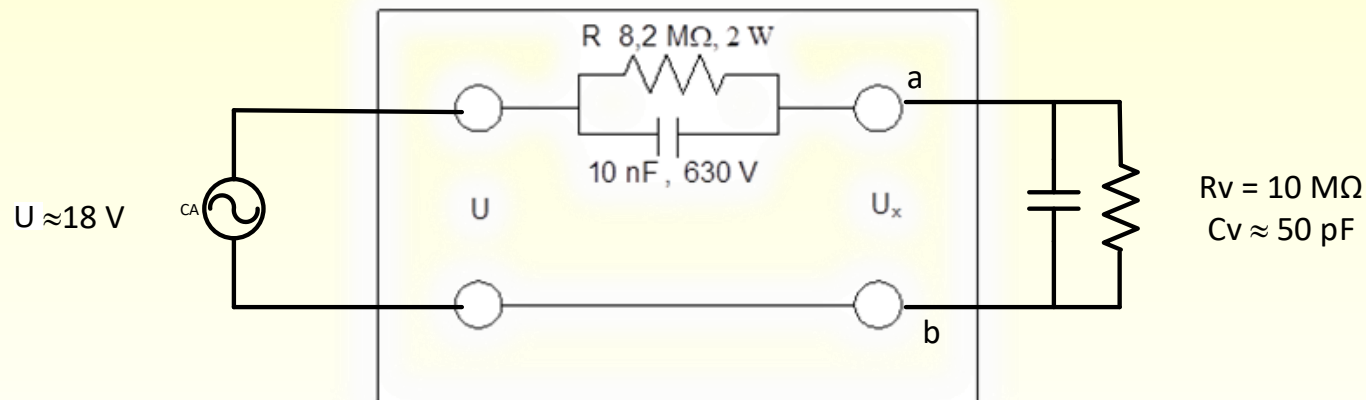 R 8,2 MΩ, 2 W
a
10 nF , 630 V
U ≈18 V
CA
U
Uₓ
Rv = 10 MΩ
Cv ≈ 50 pF
b